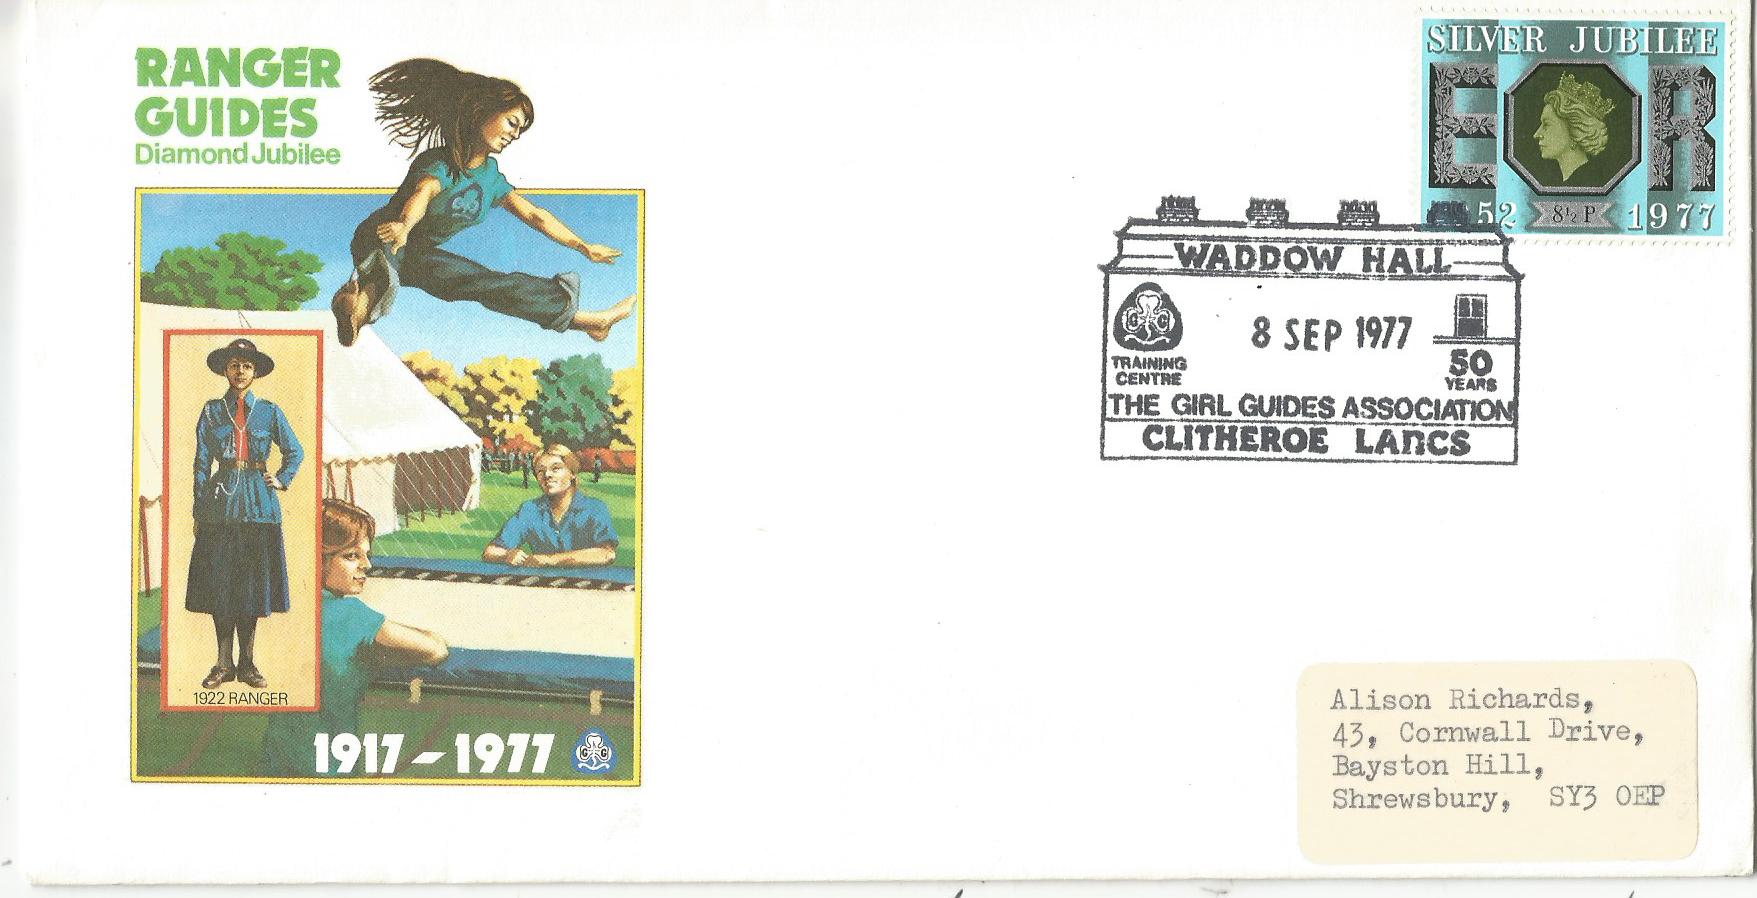 RANGER
GUIDES
Diamond Jubilee
1922 RANGER
1917 - 1977
G G
SILVER JUBILEE
E R
52 8½ P 1977
WADDOW HALL
8 SEP 1977
G G
TRAINING
CENTRE
50
YEARS
THE GIRL GUIDES ASSOCIATION
CLITHEROE LANCS
Alison Richards,
43, Cornwall Drive,
Bayston Hill,
Shrewsbury, SY3 OEP